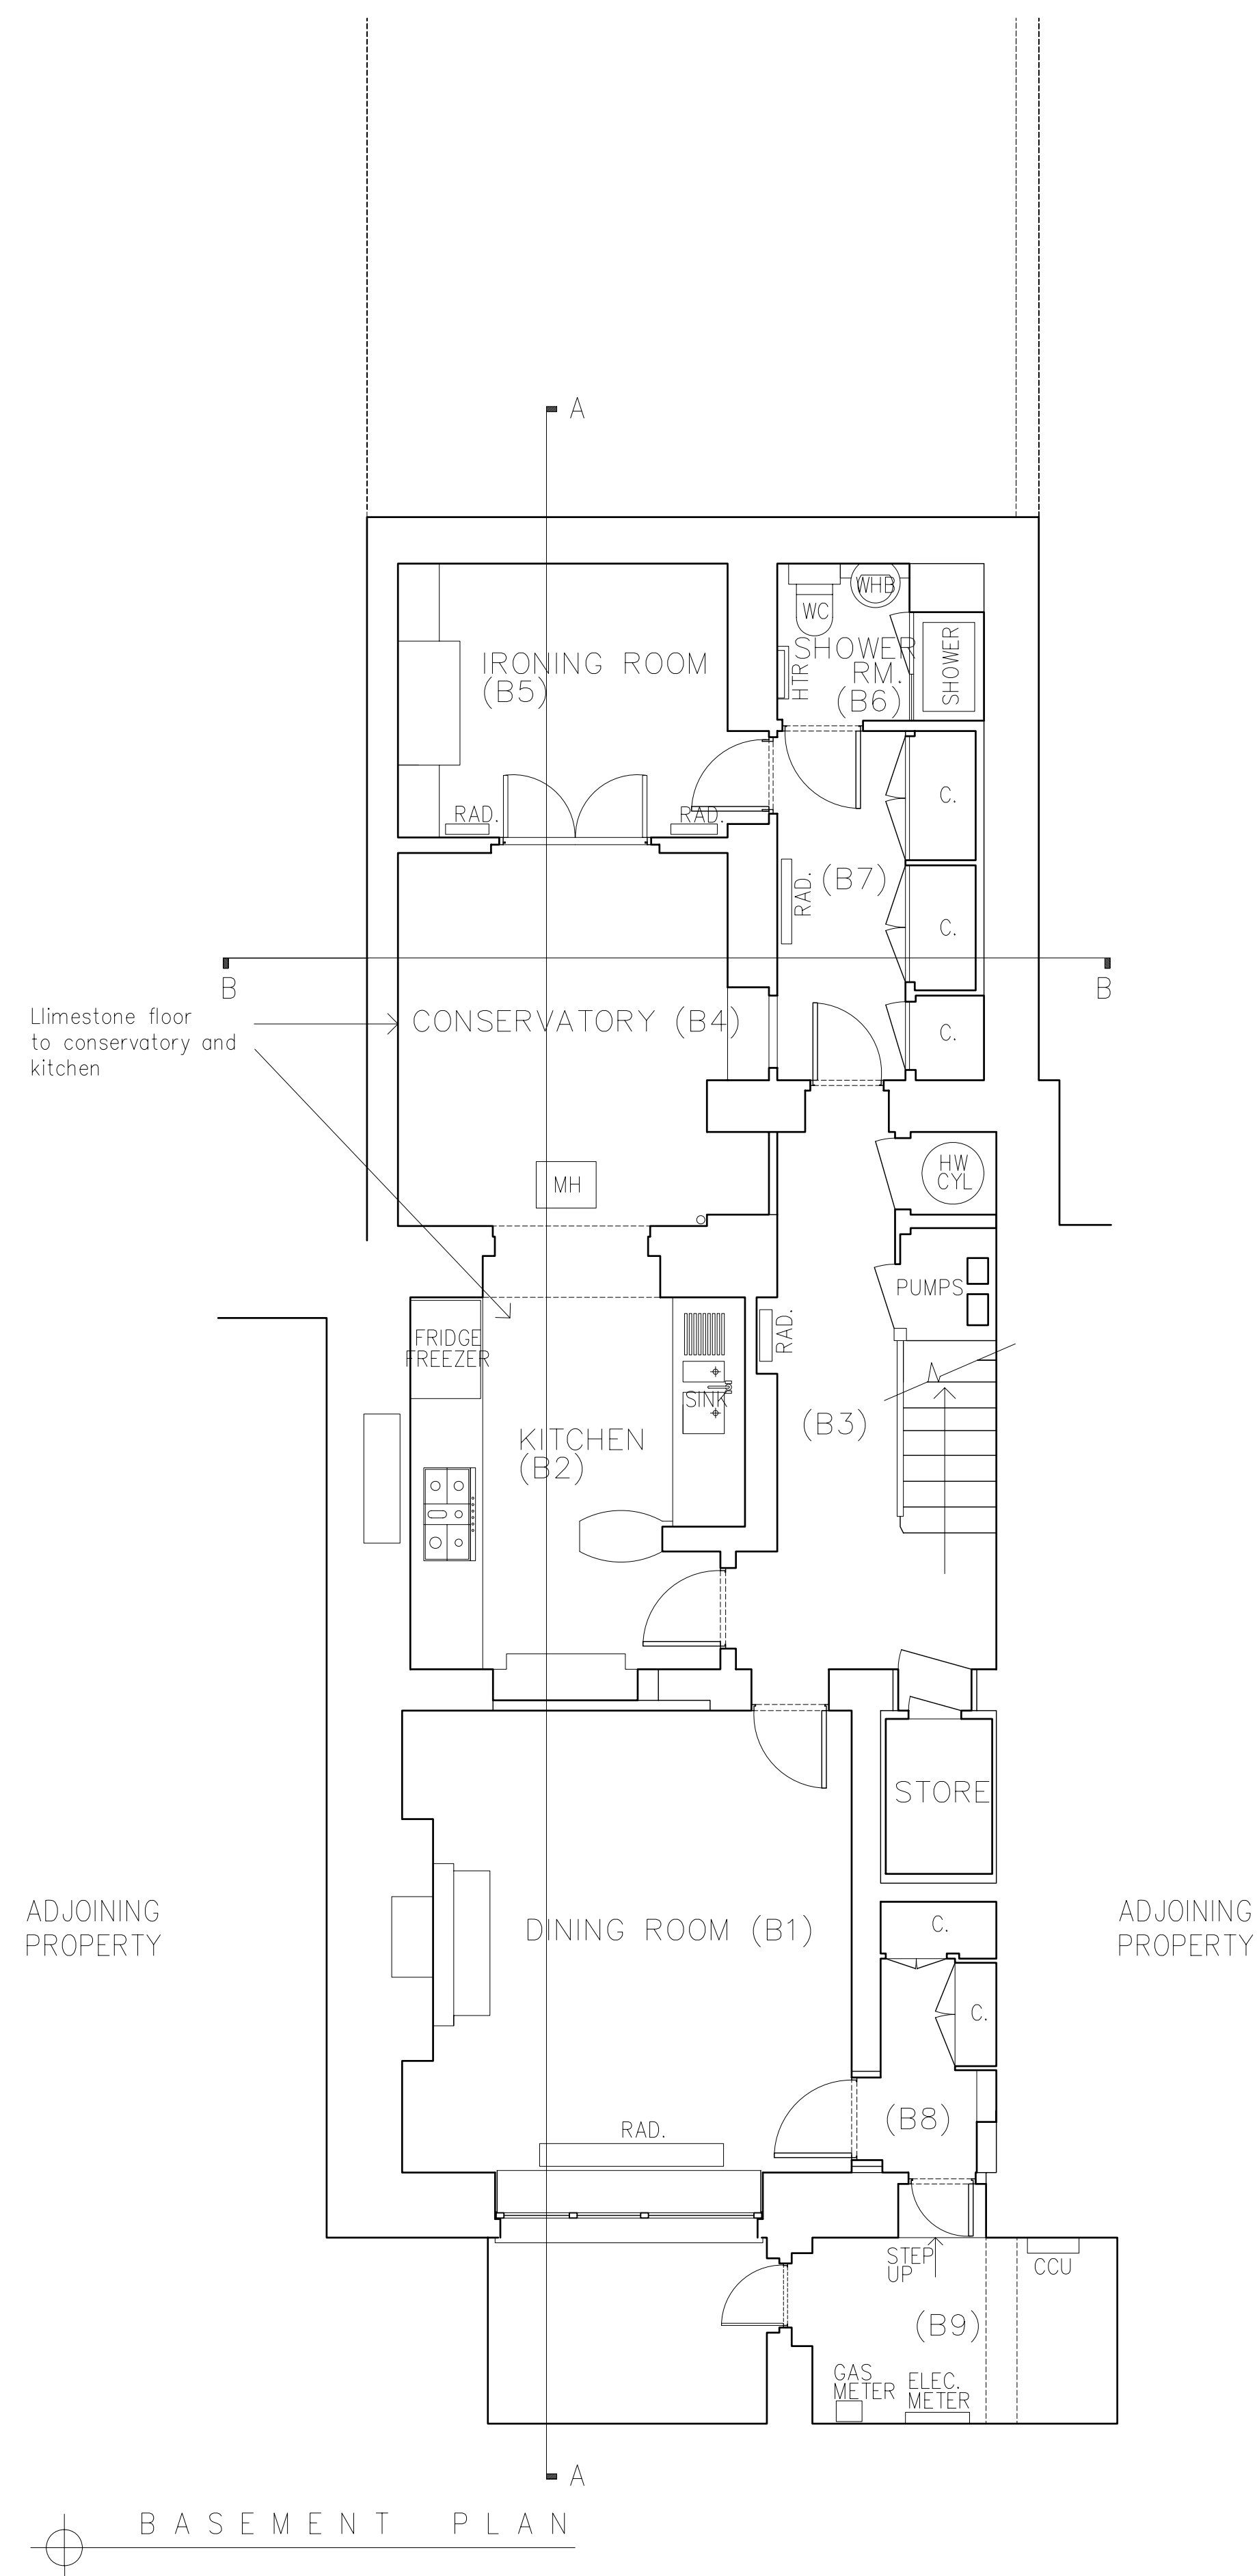 A
WHB
WC
SHOWER
RM.
(B6)
HTR
SHOWER
IRONING ROOM
(B5)
RAD.
RAD.
C.
(B7)
RAD.
C.
B
B
Llimestone floor
to conservatory and
kitchen
CONSERVATORY (B4)
C.
MH
HW
CYL
PUMPS
FRIDGE
FREEZER
RAD.
SINK
KITCHEN
(B2)
(B3)
STORE
ADJOINING
PROPERTY
DINING ROOM (B1)
C.
ADJOINING
PROPERTY
C.
(B8)
RAD.
STEP
UP
CCU
(B9)
GAS
METER
ELEC.
METER
A
BASEMENT PLAN